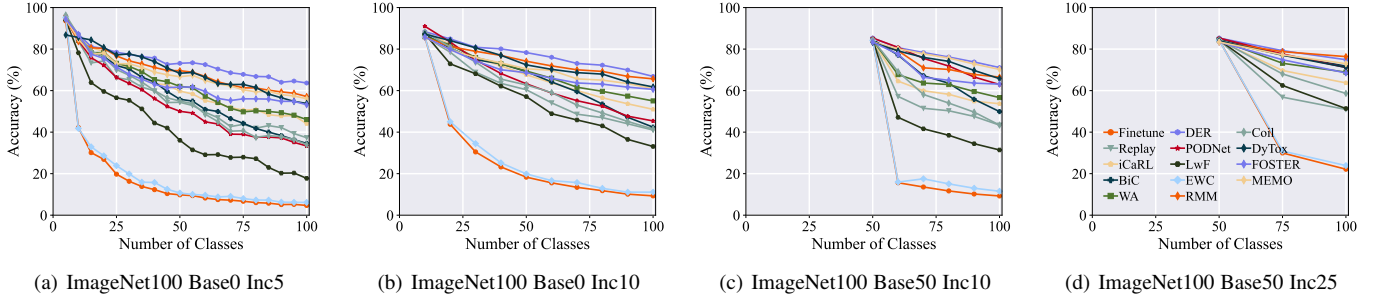 100
80
60
40
20
0
Accuracy (%)
0 25 50 75 100
Number of Classes
(a) ImageNet100 Base0 Inc5
100
80
60
40
20
0
Accuracy (%)
0 20 40 60 80 100
Number of Classes
(b) ImageNet100 Base0 Inc10
100
80
60
40
20
0
Accuracy (%)
0 25 50 75 100
Number of Classes
(c) ImageNet100 Base50 Inc10
100
80
60
40
20
0
Accuracy (%)
Finetune DER Coil
Replay PODNet DyTox
iCaRL LwF FOSTER
BiC EWC MEMO
WA RMM
0 25 50 75 100
Number of Classes
(d) ImageNet100 Base50 Inc25